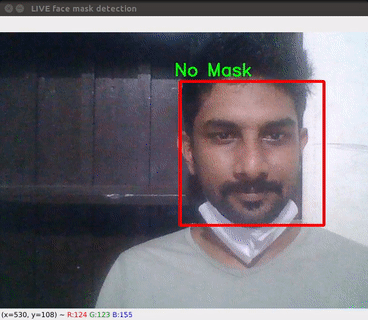 LIVE face mask detection
No Mask
(x=530, y=108) ~ R:124 G:123 B:155